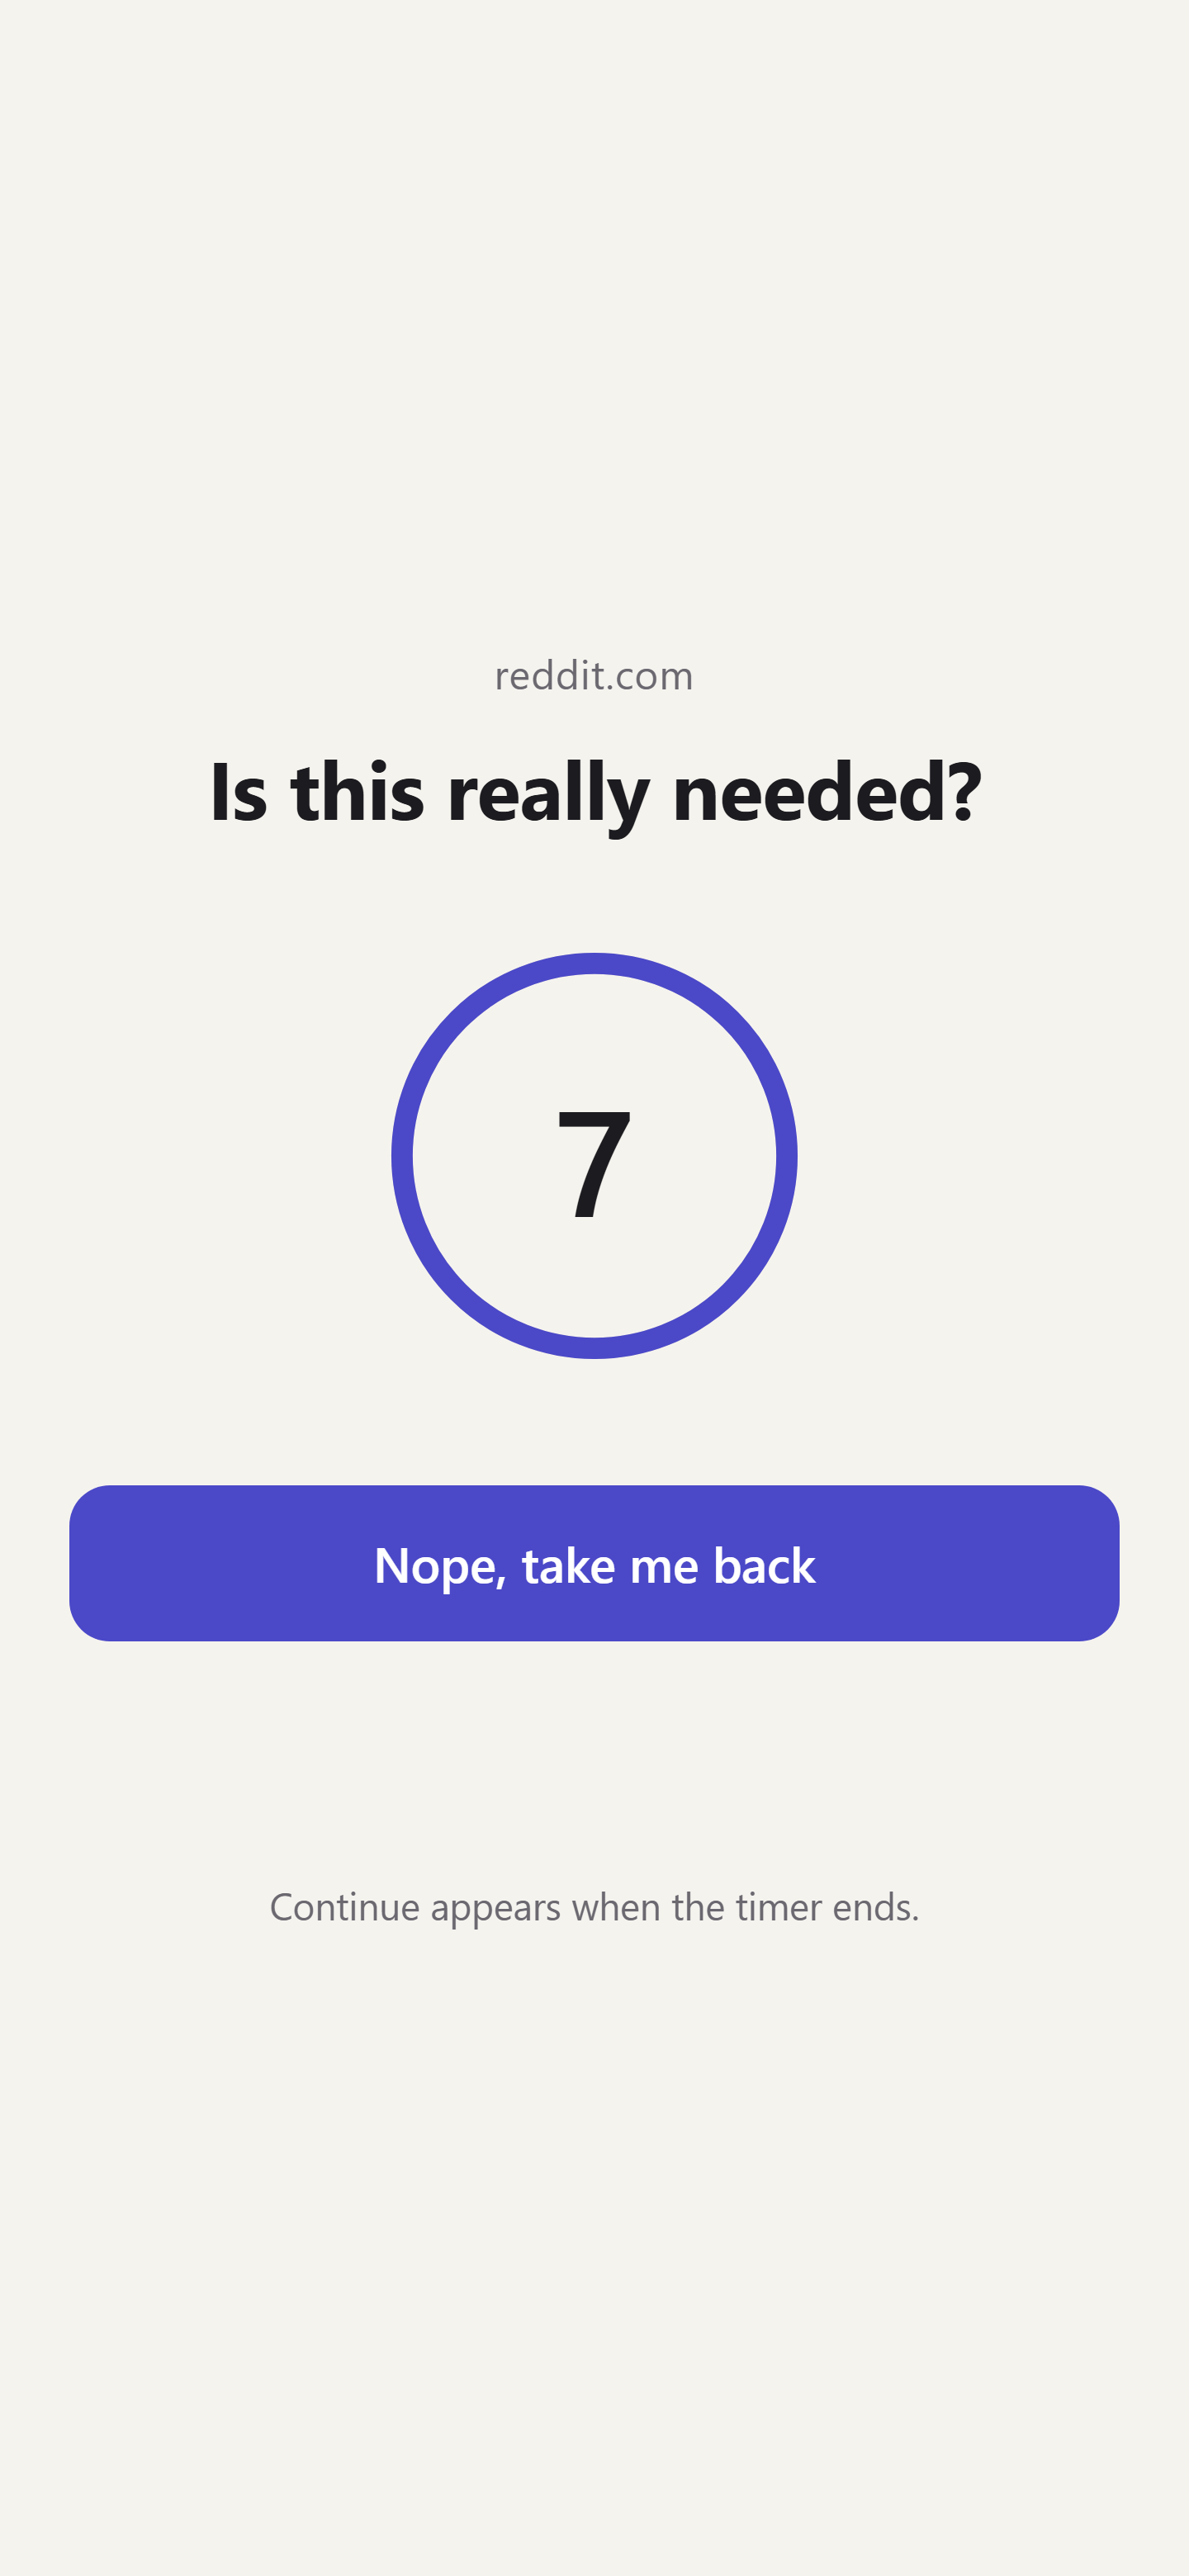 reddit.com
Is this really needed?
7
Nope, take me back
Continue appears when the timer ends.